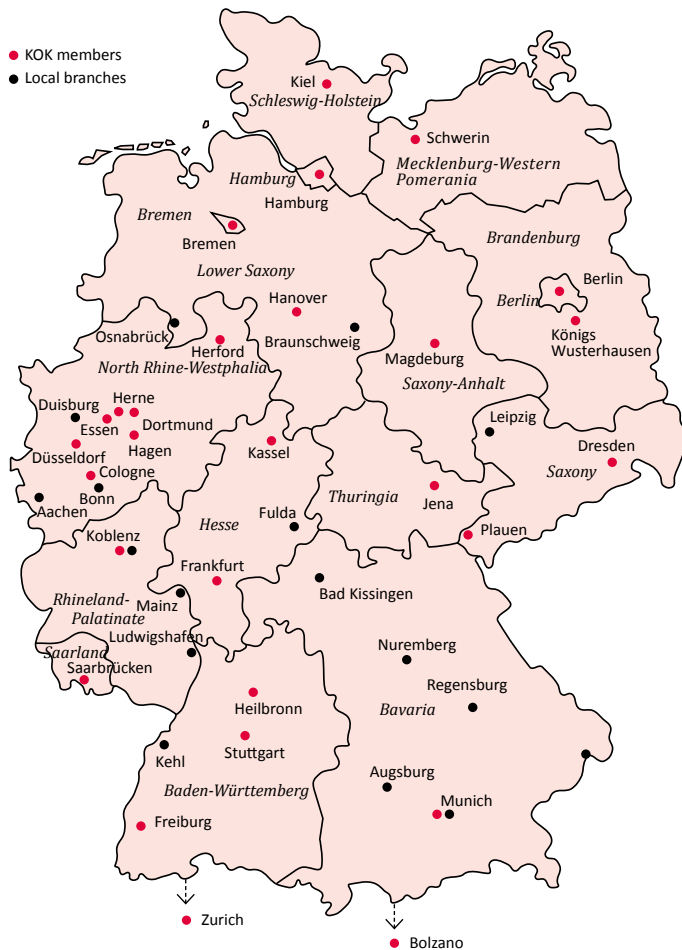 KOK members
Local branches
Kiel
Schleswig-Holstein
Schwerin
Mecklenburg-Western
Pomerania
Hamburg
Hamburg
Bremen
Bremen
Lower Saxony
Brandenburg
Berlin
Berlin
Königs
Wusterhausen
Hanover
Osnabrück
Herford
Braunschweig
Magdeburg
North Rhine-Westphalia
Saxony-Anhalt
Duisburg
Herne
Essen
Dortmund
Leipzig
Düsseldorf
Hagen
Kassel
Dresden
Cologne
Saxony
Bonn
Thuringia
Jena
Aachen
Hesse
Fulda
Plauen
Koblenz
Frankfurt
Bad Kissingen
Rhineland-
Palatinate
Mainz
Ludwigshafen
Nuremberg
Saarland
Saarbrücken
Regensburg
Heilbronn
Bavaria
Stuttgart
Kehl
Augsburg
Baden-Württemberg
Munich
Freiburg
Zurich
Bolzano